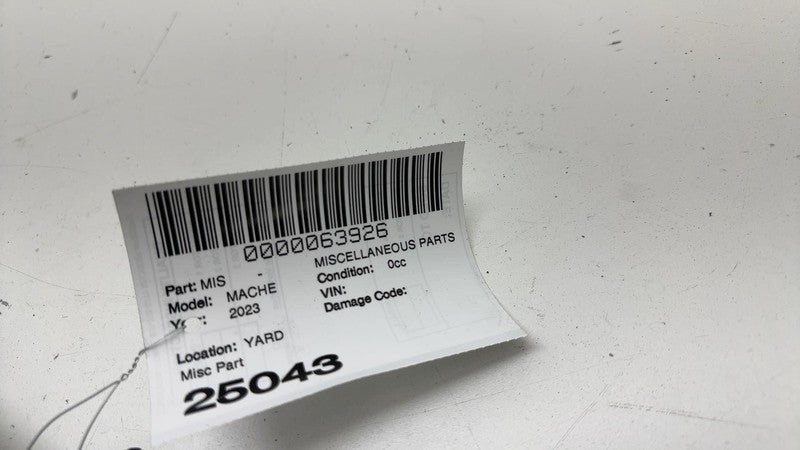 0000063926
Part: MIS - MISCELLANEOUS PARTS
Model: MACHE Condition: 0cc
2023 VIN:
Damage Code:
Location: YARD
Misc Part
25043